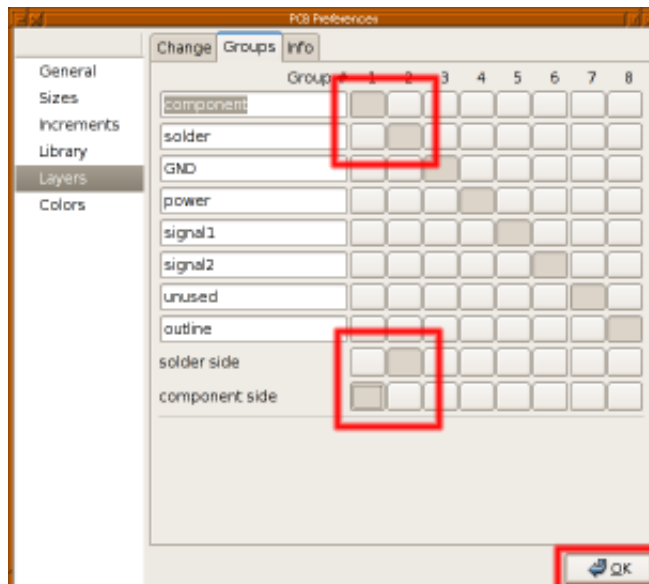 PCB Preferences
Change Groups Info
General
Sizes
Increments
Library
Layers
Colors
Group # 1 2 3 4 5 6 7 8
component
solder
GND
power
signal1
signal2
unused
outline
solder side
component side
OK